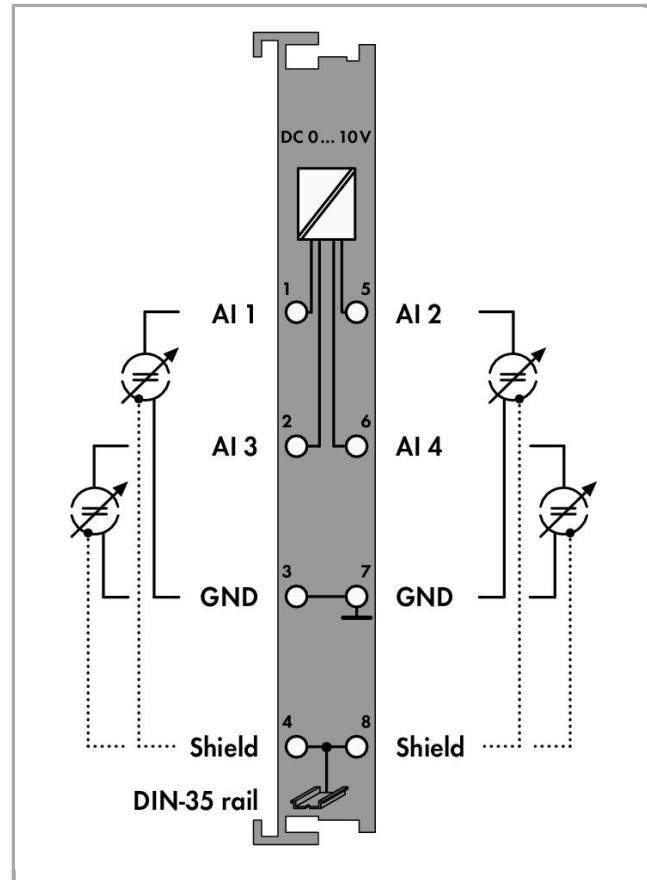 DC 0... 10V
1 5
AI 1 AI 2
2 6
AI 3 AI 4
3 7
GND GND
4 8
Shield Shield
DIN-35 rail